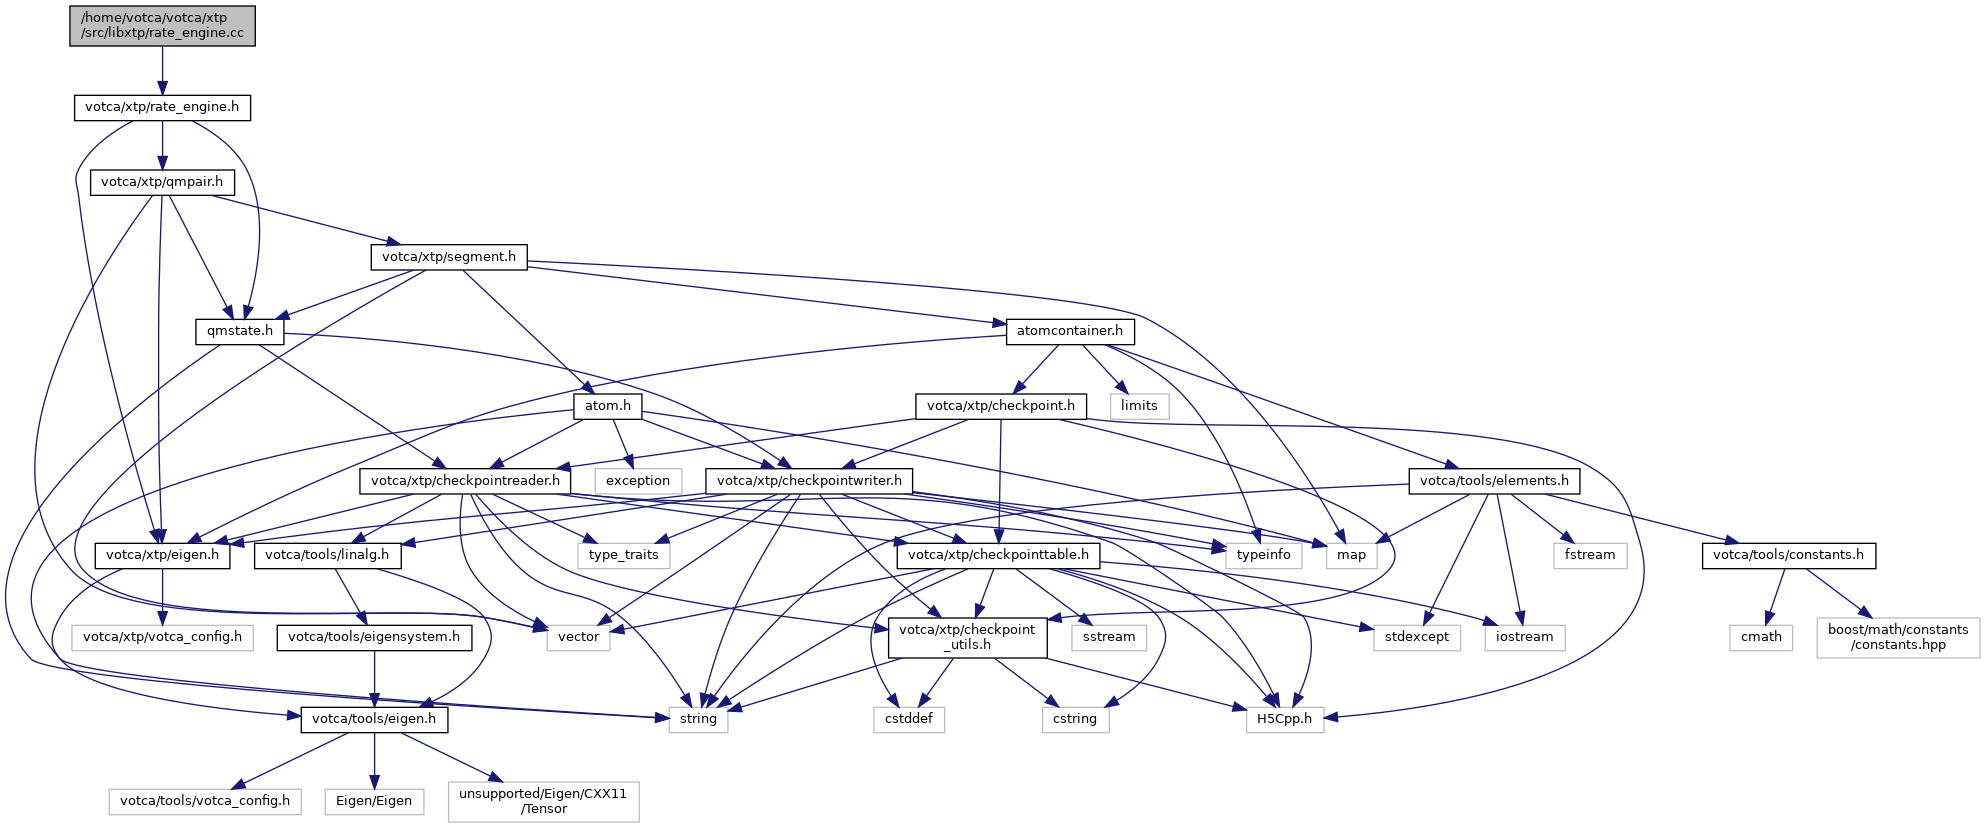 /home/votca/votca/xtp
/src/libxtp/rate_engine.cc
votca/xtp/rate_engine.h
votca/xtp/qmpair.h
votca/xtp/segment.h
qmstate.h
atomcontainer.h
atom.h
votca/xtp/checkpoint.h
limits
votca/xtp/checkpointreader.h
exception
votca/xtp/checkpointwriter.h
votca/tools/elements.h
votca/xtp/eigen.h
votca/tools/linalg.h
type_traits
votca/xtp/checkpointtable.h
typeinfo
map
fstream
votca/tools/constants.h
votca/xtp/votca_config.h
votca/tools/eigensystem.h
vector
votca/xtp/checkpoint
_utils.h
sstream
stdexcept
iostream
cmath
boost/math/constants
/constants.hpp
votca/tools/eigen.h
string
cstddef
cstring
H5Cpp.h
votca/tools/votca_config.h
Eigen/Eigen
unsupported/Eigen/CXX11
/Tensor